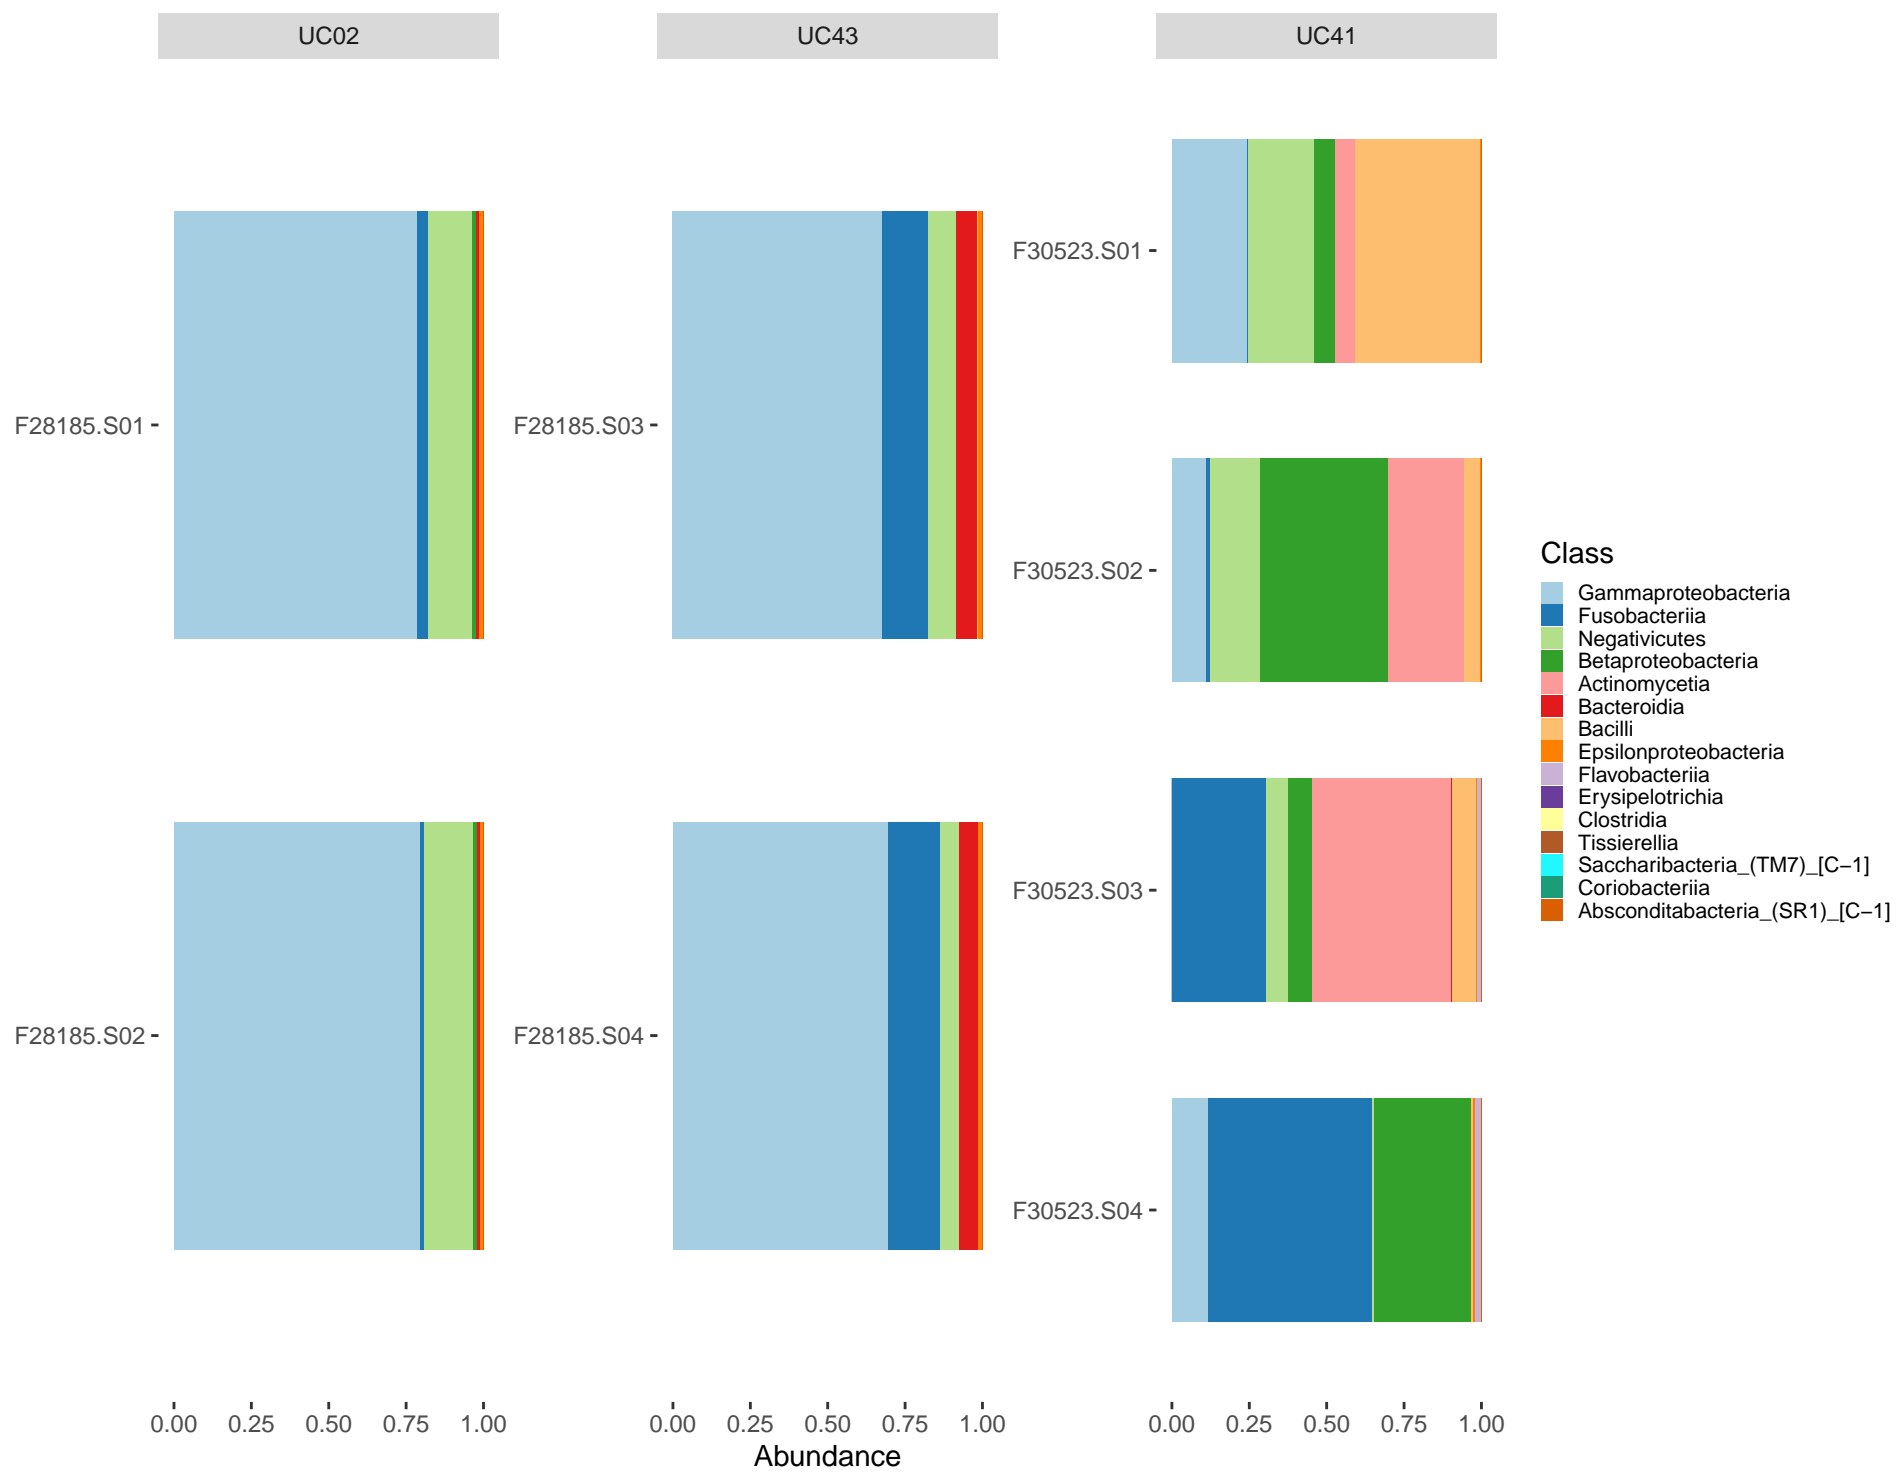 UC02
UC43
UC41
F28185.S01
F28185.S02
F28185.S03
F28185.S04
F30523.S01
F30523.S02
F30523.S03
F30523.S04
0.00 0.25 0.50 0.75 1.00
0.00 0.25 0.50 0.75 1.00
0.00 0.25 0.50 0.75 1.00
Abundance
Class
Gammaproteobacteria
Fusobacteriia
Negativicutes
Betaproteobacteria
Actinomycetia
Bacteroidia
Bacilli
Epsilonproteobacteria
Flavobacteriia
Erysipelotrichia
Clostridia
Tissierellia
Saccharibacteria_(TM7)_[C−1]
Coriobacteriia
Absconditabacteria_(SR1)_[C−1]